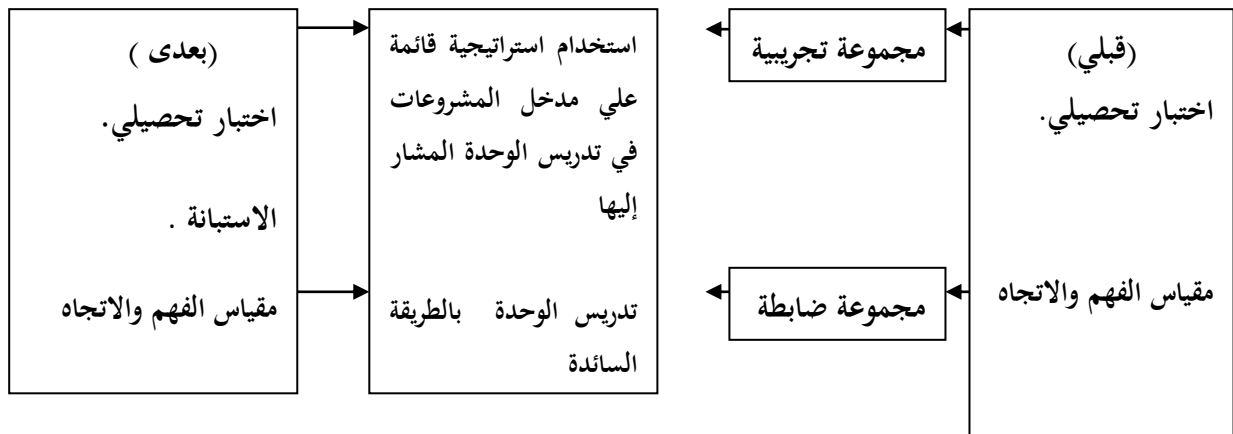 (قبلي)
اختبار تحصيلي.
مقياس الفهم والاتجاه
مجموعة تجريبية
مجموعة ضابطة
استخدام استراتيجية قائمة
علي مدخل المشروعات
في تدريس الوحدة المشار
إليها
تدريس الوحدة بالطريقة
السائدة
(بعدى )
اختبار تحصيلي.
الاستبانة .
مقياس الفهم والاتجاه